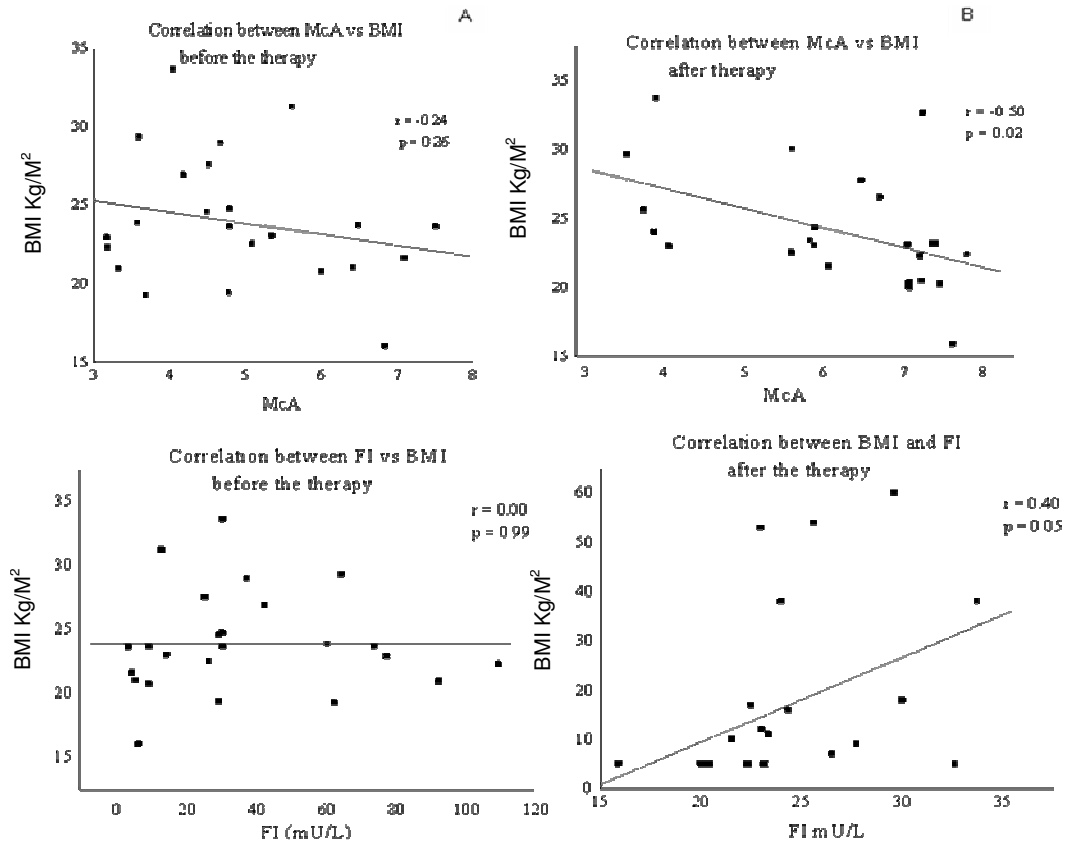 A
Correlation between McA vs BMI
before the therapy
35
30
25
20
15
BMI Kg/M²
r = -0.24
p = 0.26
3 4 5 6 7 8
McA
B
Correlation between McA vs BMI
after therapy
35
30
25
20
15
BMI Kg/M²
r = -0.50
p = 0.02
3 4 5 6 7 8
McA
Correlation between FI vs BMI
before the therapy
35
30
25
20
15
BMI Kg/M²
r = 0.00
p = 0.99
0 20 40 60 80 100 120
FI (mU/L)
Correlation between BMI and FI
after the therapy
60
50
40
30
20
10
0
BMI Kg/M²
r = 0.40
p = 0.05
15 20 25 30 35
FI mU/L